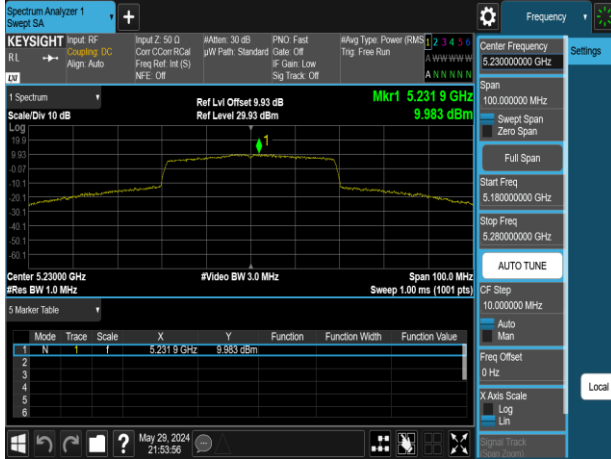 Spectrum Analyzer 1
Swept SA
+
Frequency
Settings
KEYSIGHT
RL
Input: RF
Coupling: DC
Align: Auto
Input Z: 50 Ω
Corr CCorr RCal
Freq Ref: Int (S)
NFE: Off
#Atten: 30 dB
µW Path: Standard
PNO: Fast
Gate: Off
IF Gain: Low
Sig Track: Off
#Avg Type: Power (RMS
Trig: Free Run
1 2 3 4 5 6
A W W W W W
A N N N N N
1 Spectrum
Scale/Div 10 dB
Log
Ref Lvl Offset 9.93 dB
Ref Level 29.93 dBm
Mkr1 5.231 9 GHz
9.983 dBm
1
19.9
9.93
-0.07
-10.1
-20.1
-30.1
-40.1
-50.1
-60.1
Center 5.23000 GHz
#Res BW 1.0 MHz
#Video BW 3.0 MHz
Span 100.0 MHz
Sweep 1.00 ms (1001 pts)
5 Marker Table
Mode Trace Scale X Y Function Function Width Function Value
1 N 1 f 5.231 9 GHz 9.983 dBm
2
3
4
5
6
Center Frequency
5.230000000 GHz
Span
100.000000 MHz
Swept Span
Zero Span
Full Span
Start Freq
5.180000000 GHz
Stop Freq
5.280000000 GHz
AUTO TUNE
CF Step
10.000000 MHz
Auto
Man
Freq Offset
0 Hz
X Axis Scale
Log
Lin
Signal Track
(Span Zoom)
Local
?
May 29, 2024
21:53:56